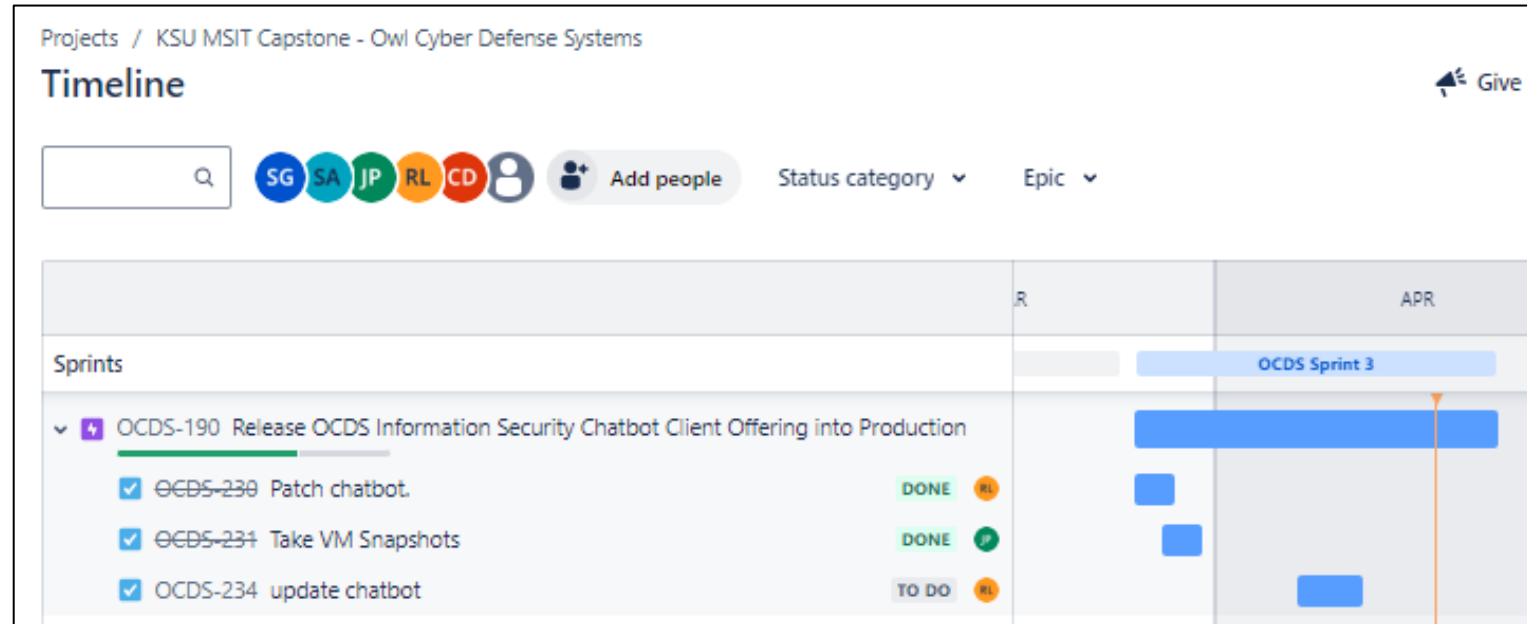 Projects / KSU MSIT Capstone - Owl Cyber Defense Systems
Timeline
Give
SG SA JP RL CD Add people Status category Epic
R APR
Sprints OCDS Sprint 3
OCDS-190 Release OCDS Information Security Chatbot Client Offering into Production
OCDS-230 Patch chatbot. DONE RL
OCDS-231 Take VM Snapshots DONE JP
OCDS-234 update chatbot TO DO RL